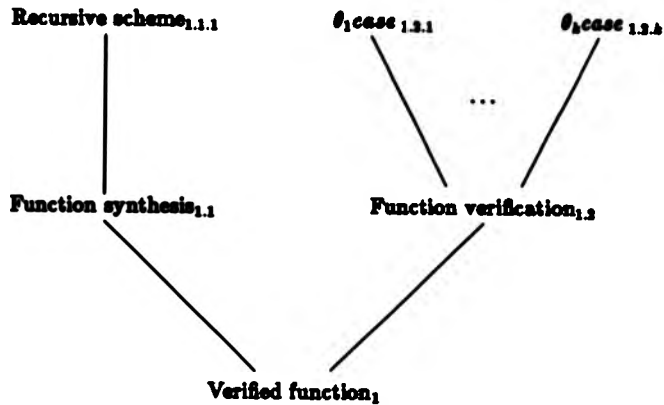 Recursive scheme₁.₁.₁ θ₁case ₁.₂.₁ θₖcase ₁.₂.ₖ
...
Function synthesis₁.₁ Function verification₁.₂
Verified function₁